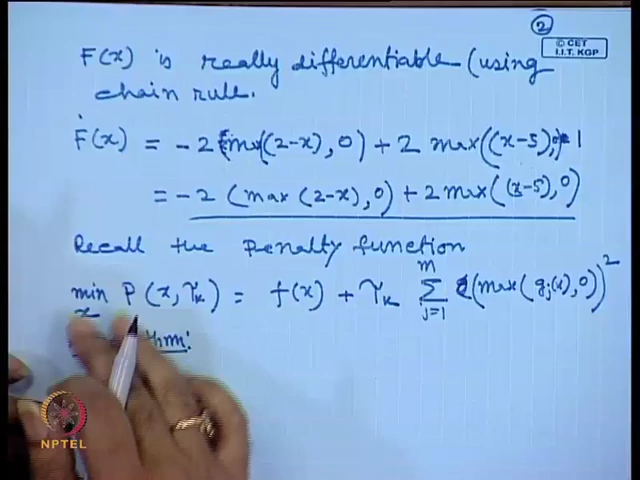 2
© CET
I.I.T. KGP
F(x) is really differentiable (using
chain rule.
Ḟ(x) = -2 (max((2-x), 0) + 2 max((x-5), 0) 1
= -2 (max (2-x), 0) + 2 max((x-5), 0)
Recall the Penalty function
min P(x, γk) = f(x) + γk Σ (max(gj(x), 0))²
x m j=1
thm:
NPTEL